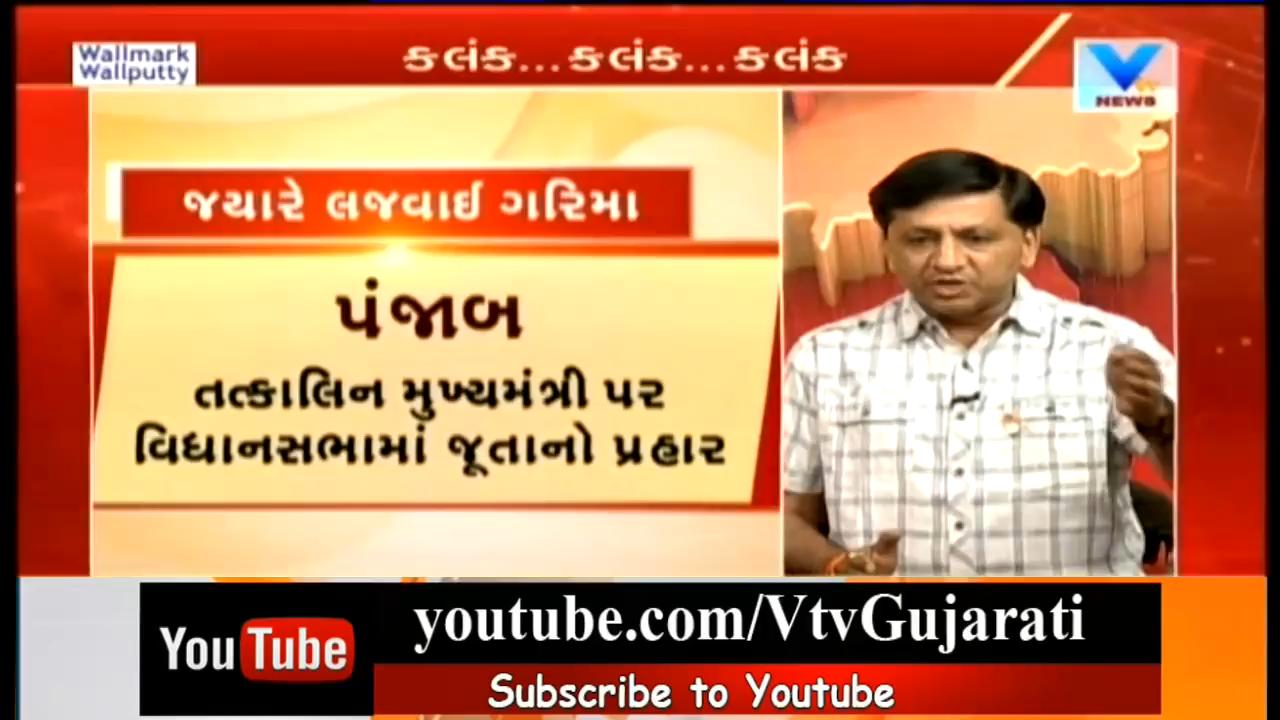 Wallmark
Wallputty
કલંક...કલંક...કલંક
NEWS
જયારે લજવાઈ ગરિમા
પંજાબ
તત્કાલિન મુખ્યમંત્રી પર
વિધાનસભામાં જૂતાનો પ્રહાર
YouTube
youtube.com/VtvGujarati
Subscribe to Youtube